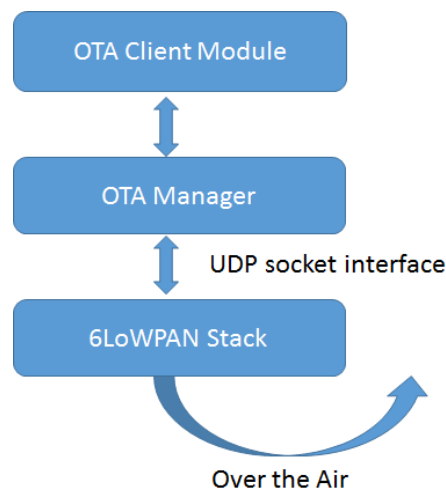 OTA Client Module
OTA Manager
UDP socket interface
6LoWPAN Stack
Over the Air